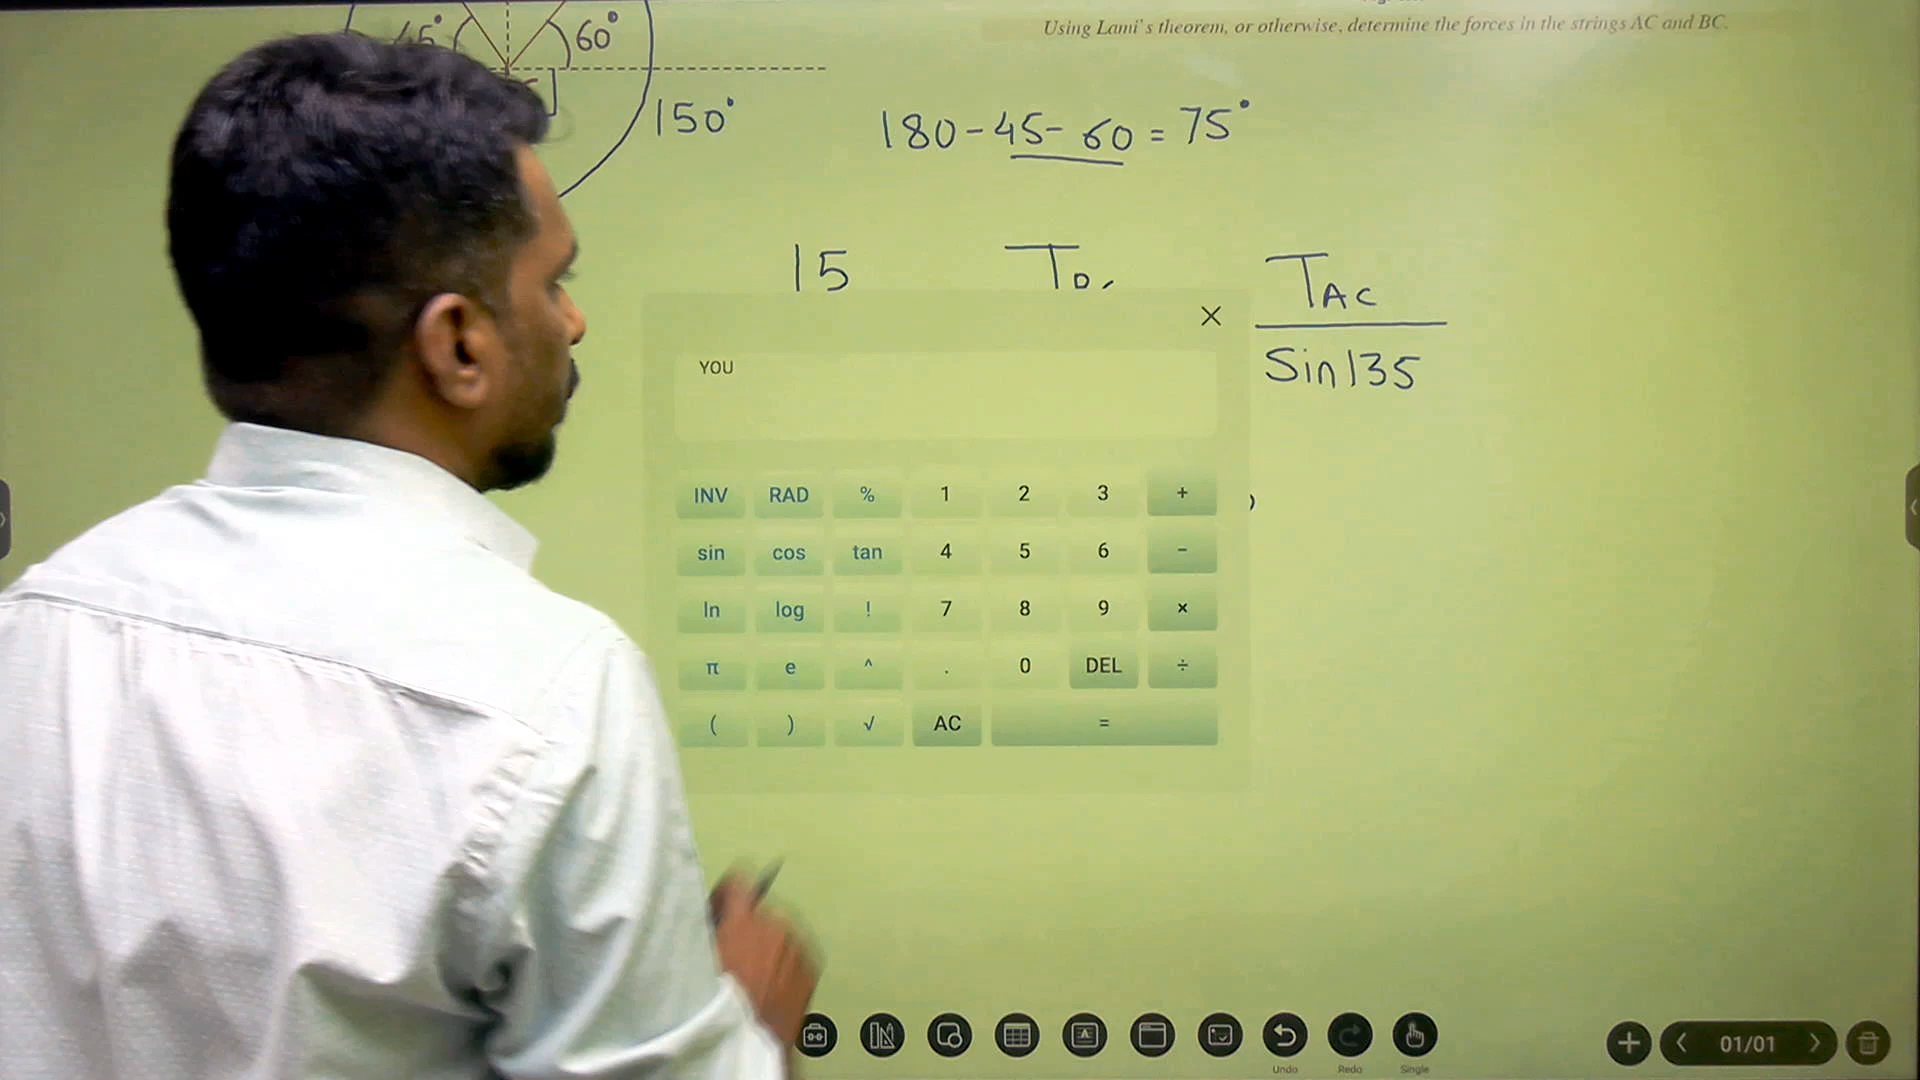 45° 60°
Using Lami's theorem, or otherwise, determine the forces in the strings AC and BC.
150°
180-45-60 = 75°
15 T TAC
Sin135
×
YOU
INV RAD % 1 2 3 +
sin cos tan 4 5 6 −
ln log ! 7 8 9 ×
π e ^ . 0 DEL ÷
( ) √ AC =
A
Undo Redo Single
01/01